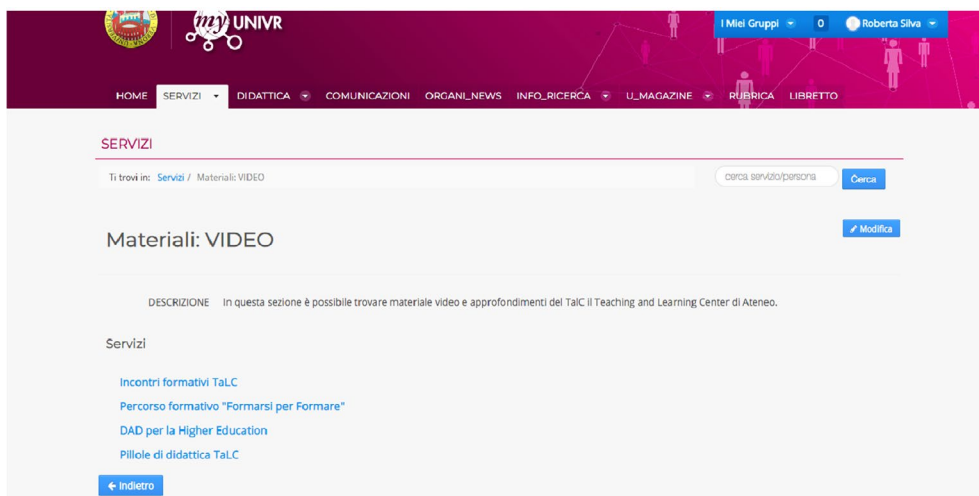 my UNIVR
I Miei Gruppi 0 Roberta Silva
HOME SERVIZI DIDATTICA COMUNICAZIONI ORGANI_NEWS INFO_RICERCA U_MAGAZINE RUBRICA LIBRETTO
SERVIZI
Ti trovi in: Servizi / Materiali: VIDEO
cerca servizio/persona Cerca
Modifica
Materiali: VIDEO
DESCRIZIONE In questa sezione è possibile trovare materiale video e approfondimenti del TalC il Teaching and Learning Center di Ateneo.
Servizi
Incontri formativi TaLC
Percorso formativo "Formarsi per Formare"
DAD per la Higher Education
Pillole di didattica TaLC
Indietro